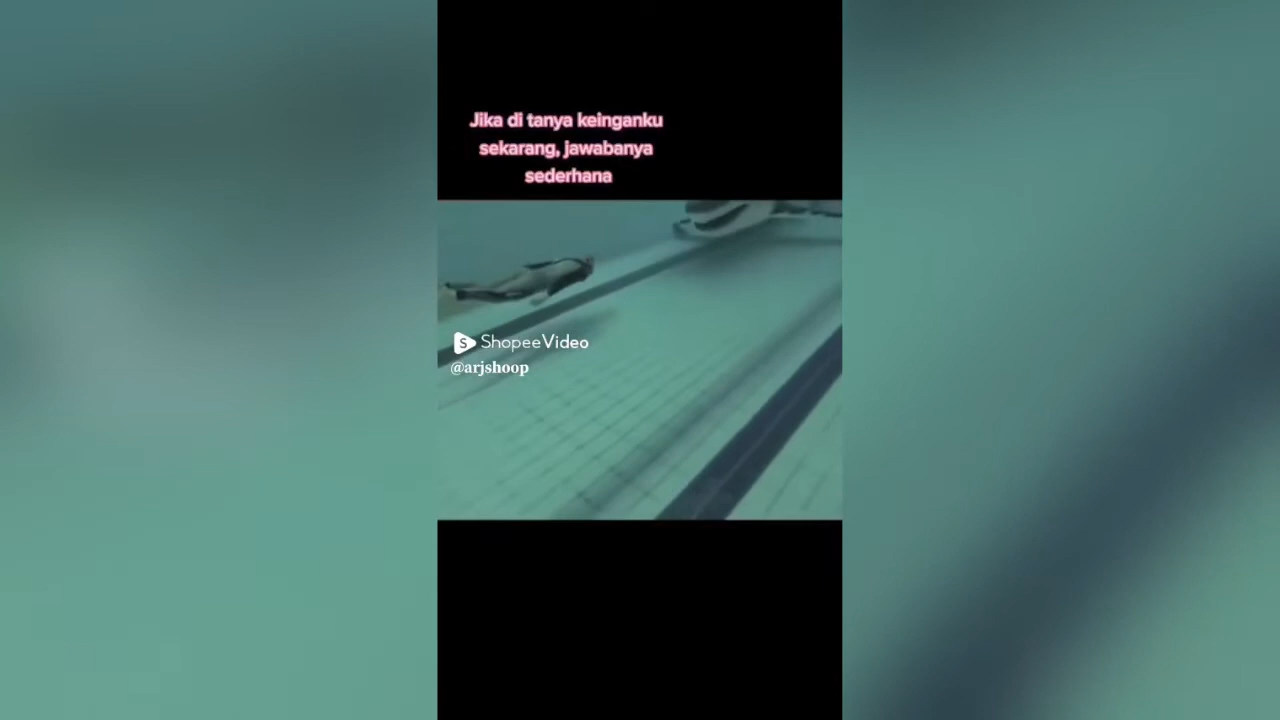 Jika di tanya keinganku
sekarang, jawabanya
sederhana
ShopeeVideo
@arjshoop